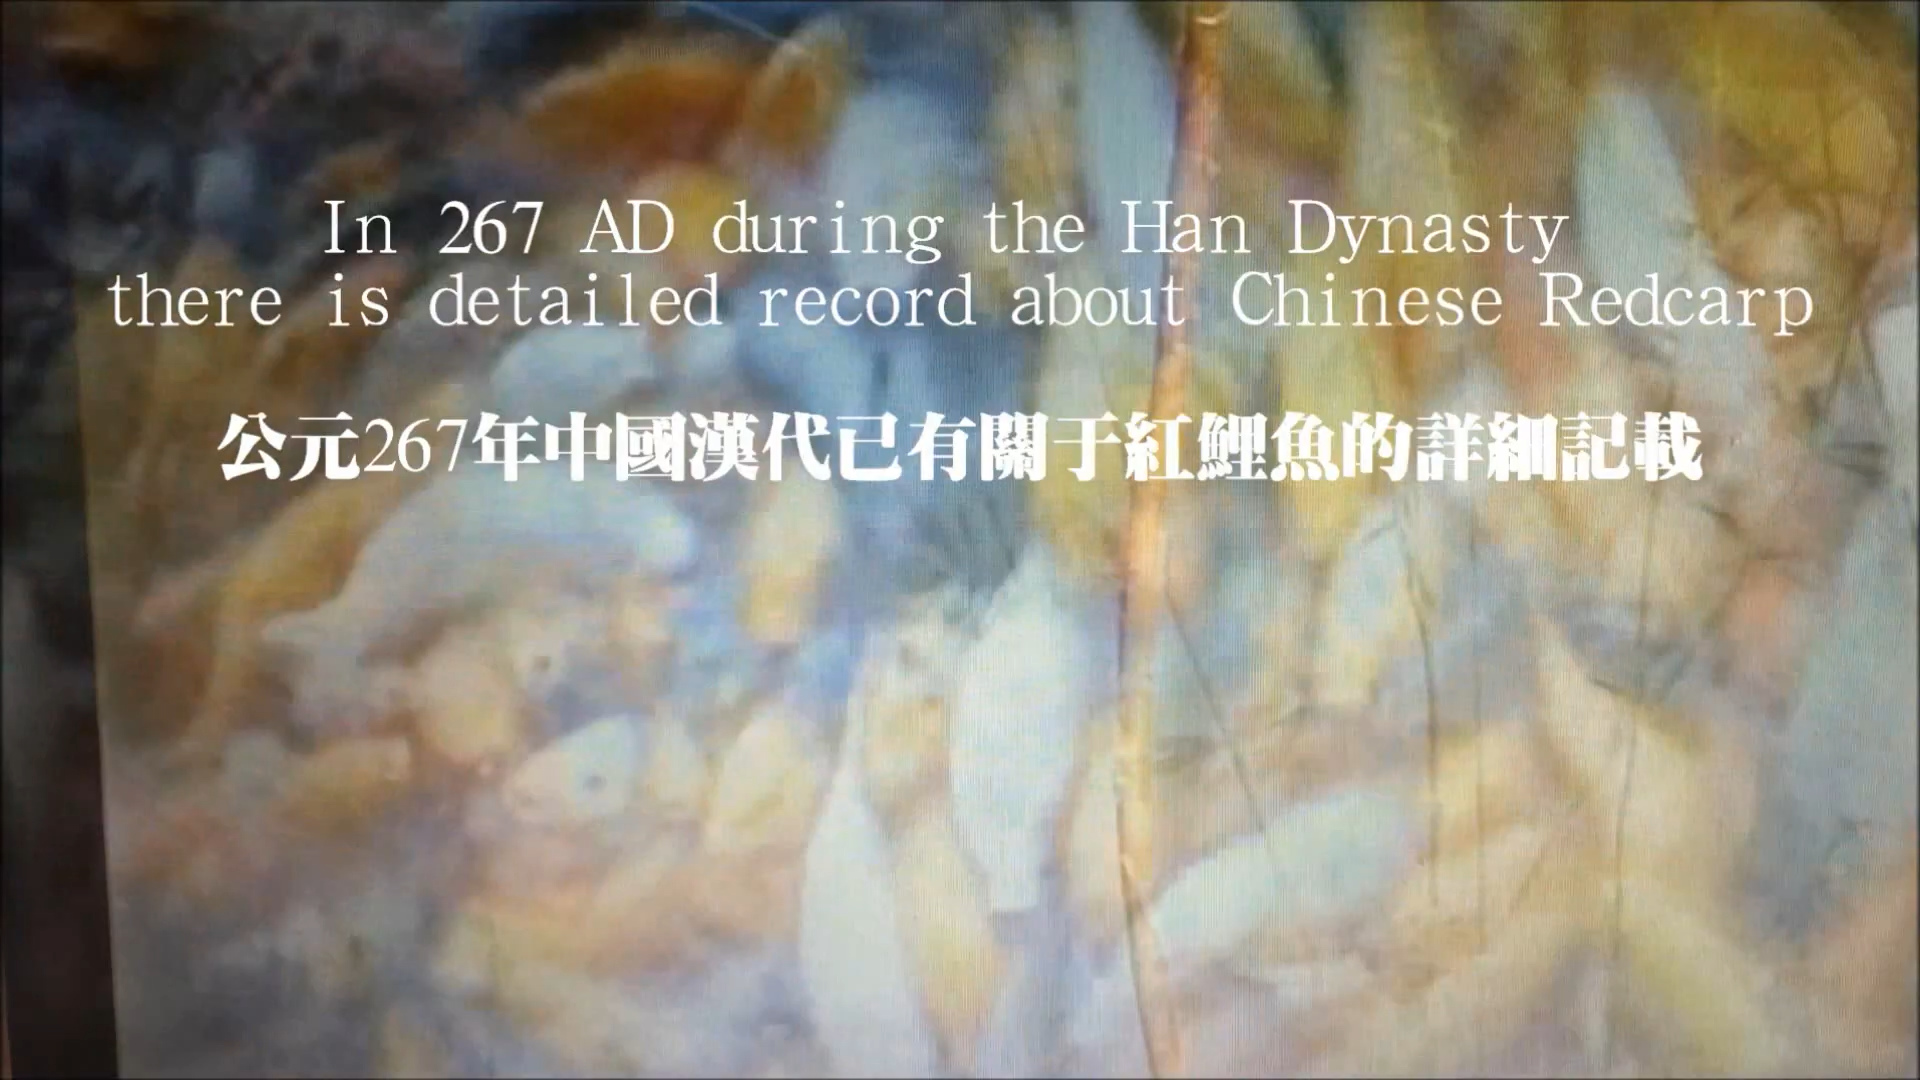 In 267 AD during the Han Dynasty
there is detailed record about Chinese Redcarp
公元267年中國漢代已有關于紅鯉魚的詳細記載